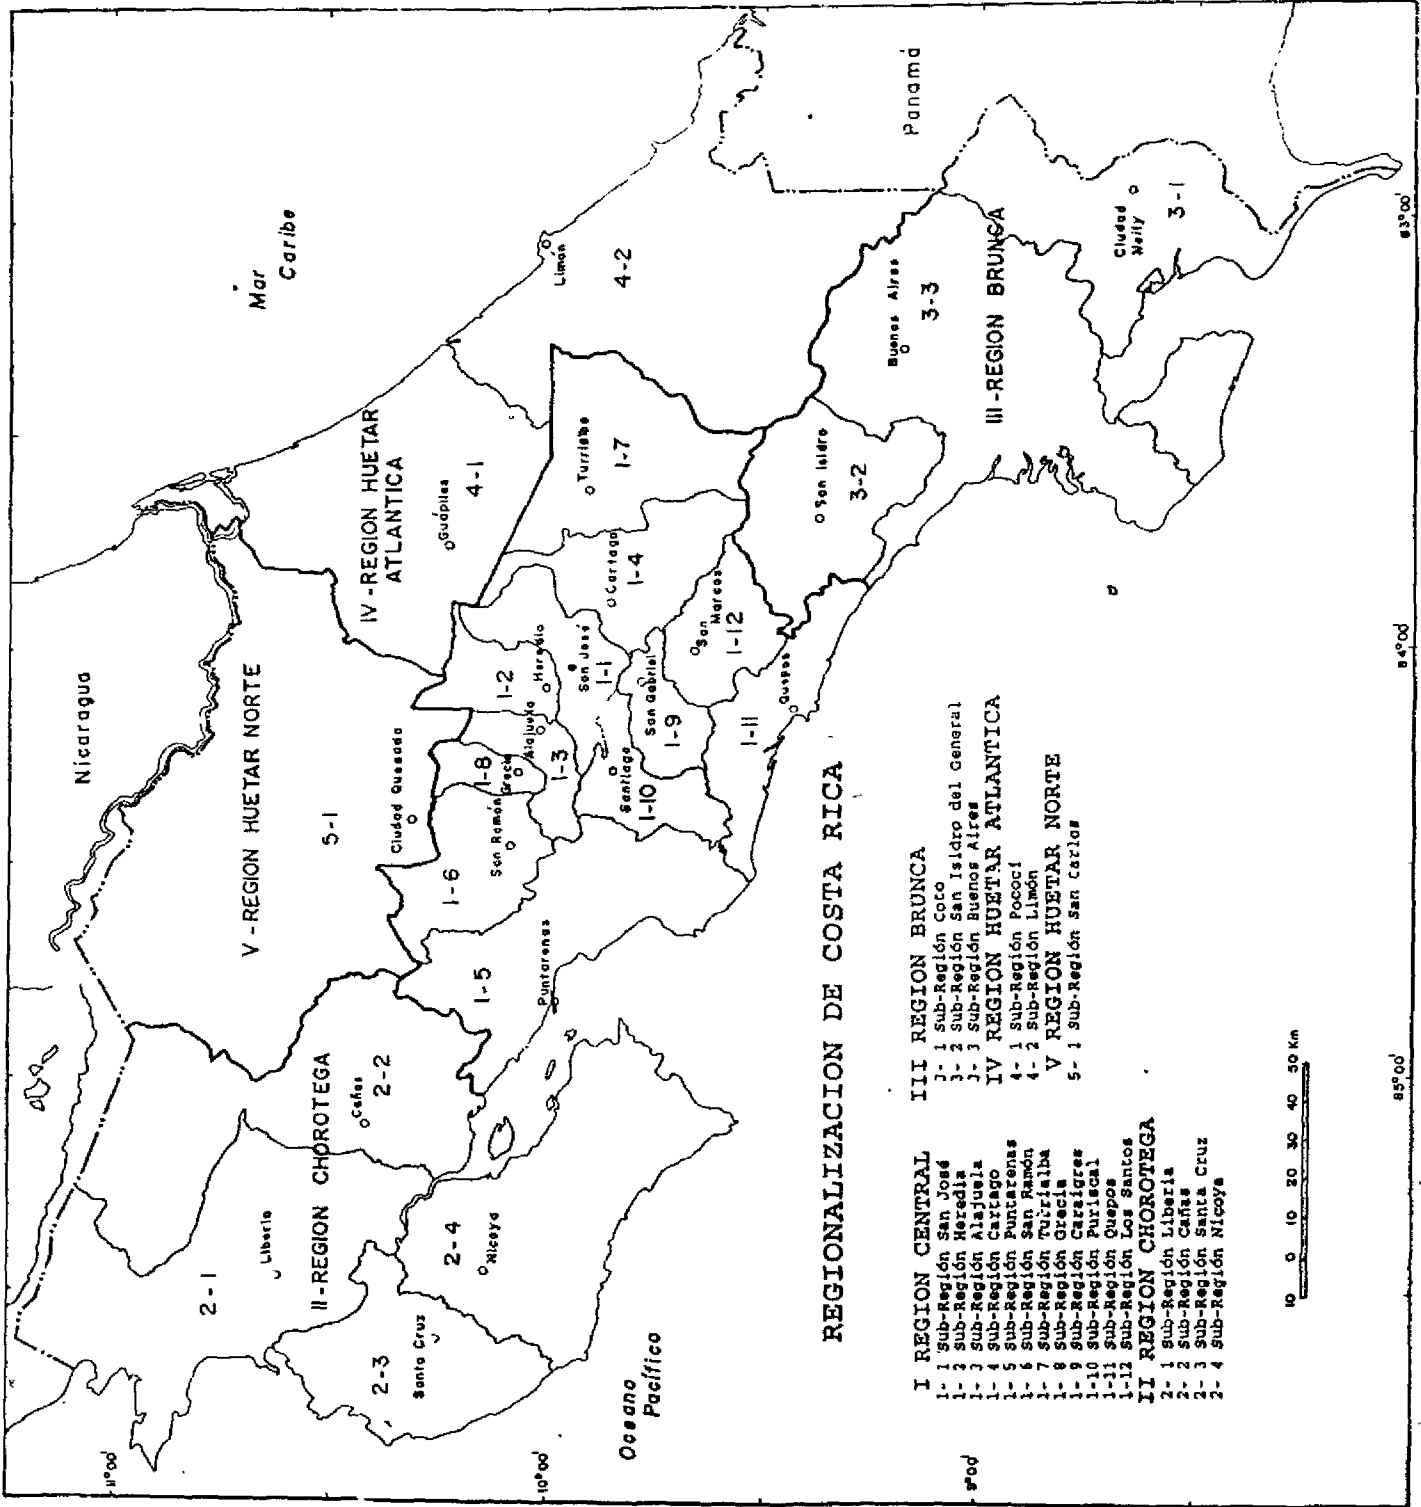 Nicaragua
Mar
Caribe
Panamá
Oceano
Pacífico
V-REGION HUETAR NORTE
5-1
Ciudad Quesada
IV-REGION HUETAR
ATLANTICA
Guápiles
4-1
Limón
4-2
II-REGION CHOROTEGA
2-1
Liberia
2-2
Cañas
2-3
Santa Cruz
2-4
Nicoya
1-5
Puntarenas
1-6
San Ramón
1-8
Grecia
1-2
Heredia
Alajuela
1-3
San José
1-1
Cartago
1-4
Turrialba
1-7
Santiago
1-10
San Gabriel
1-9
San
Marcos
1-12
1-11
Quepos
San Isidro
3-2
Buenos Aires
3-3
III-REGION BRUNCA
Ciudad
Neily
3-1
11°00'
10°00'
9°00'
85°00'
84°00'
83°00'
REGIONALIZACION DE COSTA RICA
I REGION CENTRAL
1- 1 Sub-Región San José
1- 2 Sub-Región Heredia
1- 3 Sub-Región Alajuela
1- 4 Sub-Región Cartago
1- 5 Sub-Región Puntarenas
1- 6 Sub-Región San Ramón
1- 7 Sub-Región Turrialba
1- 8 Sub-Región Grecia
1- 9 Sub-Región Caraigres
1-10 Sub-Región Puriscal
1-11 Sub-Región Quepos
1-12 Sub-Región Los Santos
II REGION CHOROTEGA
2- 1 Sub-Región Liberia
2- 2 Sub-Región Cañas
2- 3 Sub-Región Santa Cruz
2- 4 Sub-Región Nicoya
III REGION BRUNCA
3- 1 Sub-Región Coto
3- 2 Sub-Región San Isidro del General
3- 3 Sub-Región Buenos Aires
IV REGION HUETAR ATLANTICA
4- 1 Sub-Región Pococí
4- 2 Sub-Región Limón
V REGION HUETAR NORTE
5- 1 Sub-Región San Carlos
10 0 10 20 30 40 50 Km